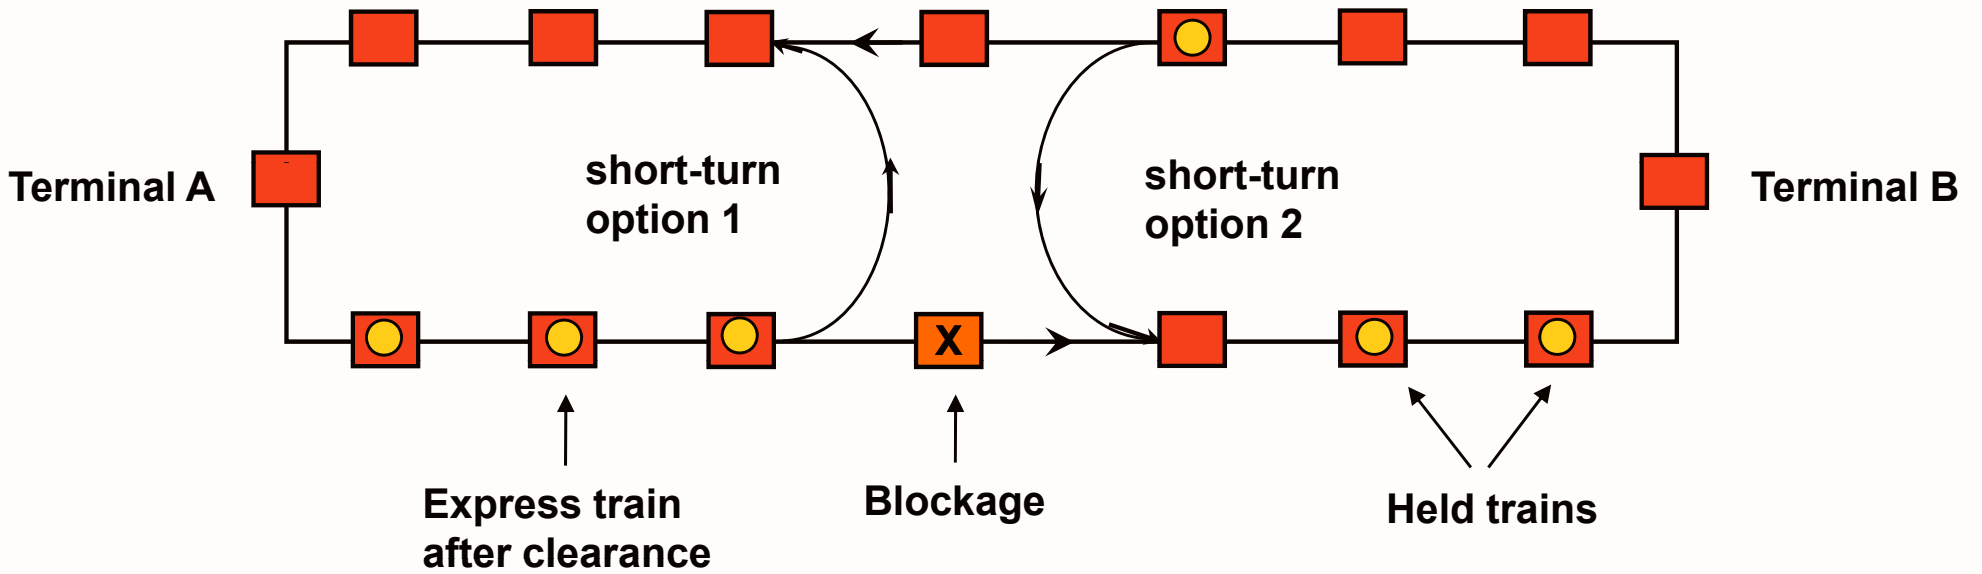 Terminal A
short-turn
option 1
short-turn
option 2
Terminal B
X
Express train
after clearance
Blockage
Held trains